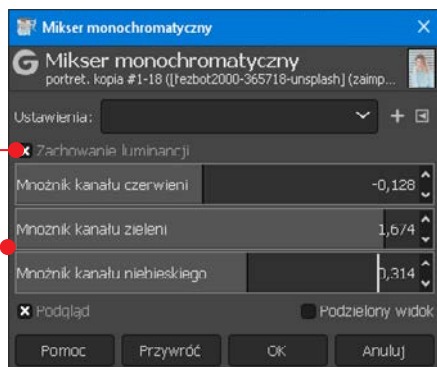 Mikser monochromatyczny
Mikser monochromatyczny
portret. kopia #1-18 ([fezbot2000-365718-unsplash] (zaimp...
Ustawienia:
Zachowanie luminancji
Mnożnik kanału czerwieni -0,128
Mnożnik kanału zieleni 1,674
Mnożnik kanału niebieskiego 0,314
Podgląd Podzielony widok
Pomoc Przywróć OK Anuluj